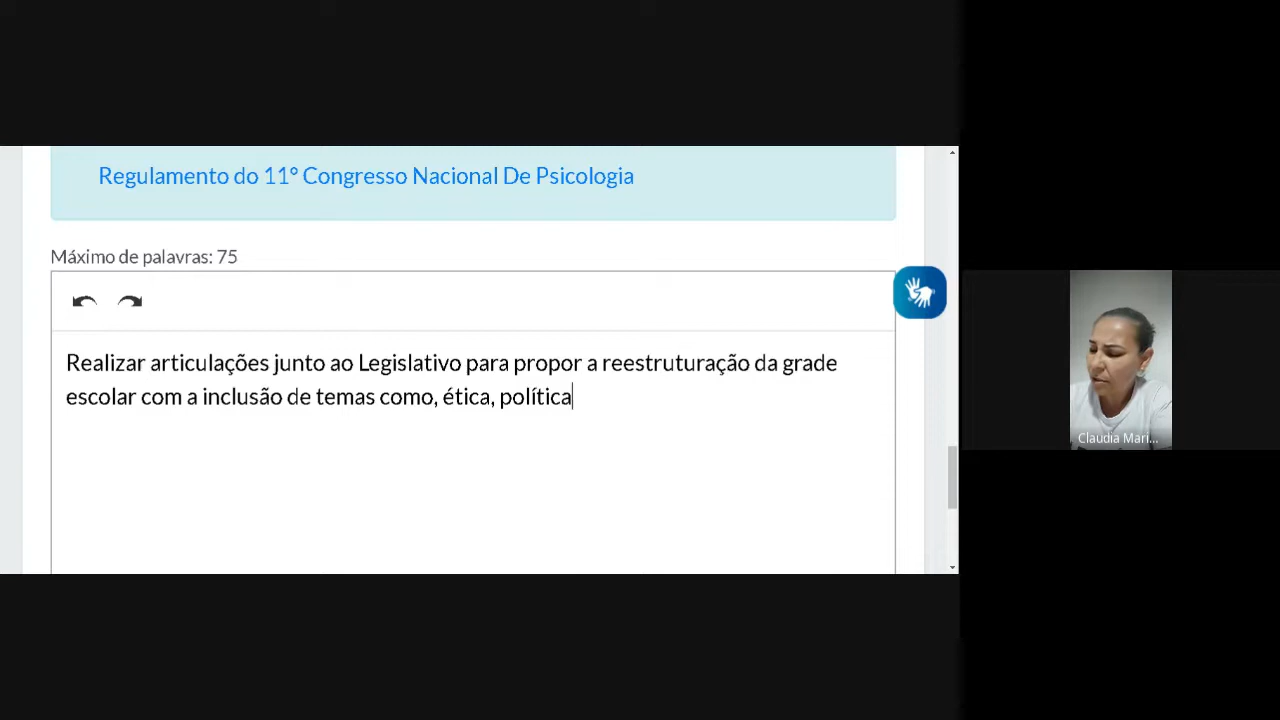 Regulamento do 11º Congresso Nacional De Psicologia
Máximo de palavras: 75
Realizar articulações junto ao Legislativo para propor a reestruturação da grade
escolar com a inclusão de temas como, ética, política
Claudia Mari...